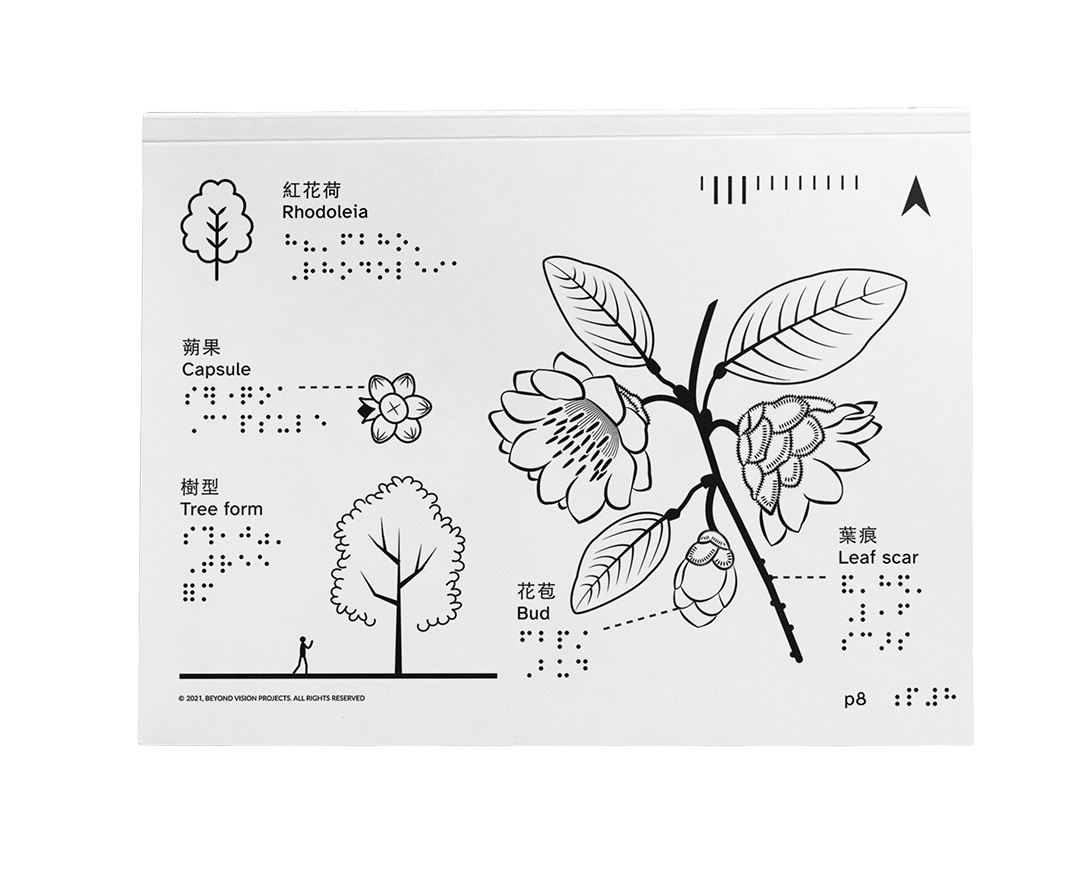 紅花荷
Rhodoleia
蒴果
Capsule
樹型
Tree form
花苞
Bud
葉痕
Leaf scar
© 2021, BEYOND VISION PROJECTS. ALL RIGHTS RESERVED
p8